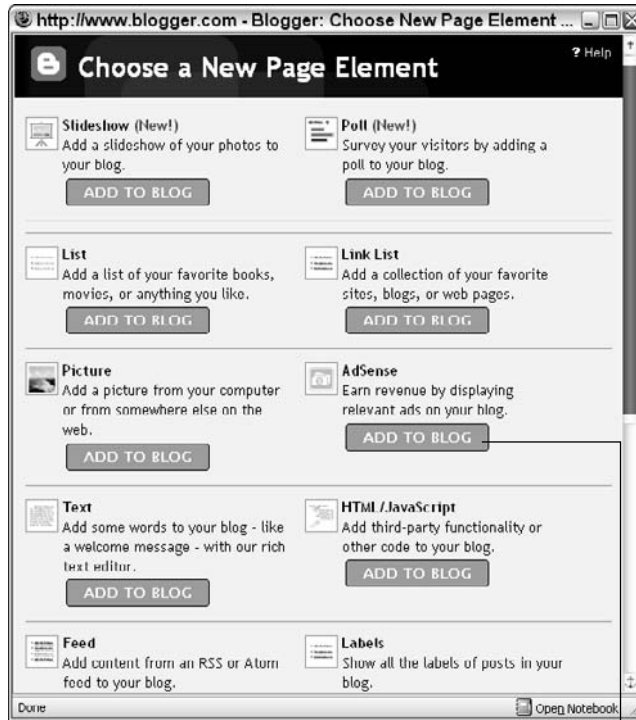 http://www.blogger.com - Blogger: Choose New Page Element ...
Choose a New Page Element
? Help
Slideshow (New!)
Add a slideshow of your photos to
your blog.
ADD TO BLOG
Poll (New!)
Survey your visitors by adding a
poll to your blog.
ADD TO BLOG
List
Add a list of your favorite books,
movies, or anything you like.
ADD TO BLOG
Link List
Add a collection of your favorite
sites, blogs, or web pages.
ADD TO BLOG
Picture
Add a picture from your computer
or from somewhere else on the
web.
ADD TO BLOG
AdSense
Earn revenue by displaying
relevant ads on your blog.
ADD TO BLOG
Text
Add some words to your blog - like
a welcome message - with our rich
text editor.
ADD TO BLOG
HTML/JavaScript
Add third-party functionality or
other code to your blog.
ADD TO BLOG
Feed
Add content from an RSS or Atom
feed to your blog.
Labels
Show all the labels of posts in your
blog.
Done
Open Notebook